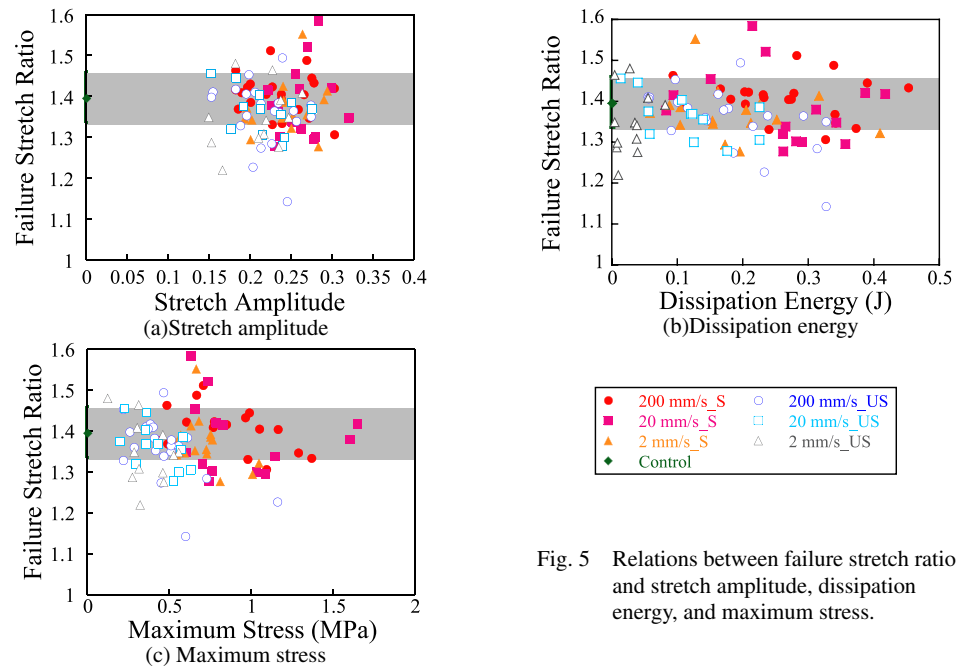 1.6
1.5
1.4
1.3
1.2
1.1
1
Failure Stretch Ratio
0 0.05 0.1 0.15 0.2 0.25 0.3 0.35 0.4
Stretch Amplitude
(a)Stretch amplitude
1.6
1.5
1.4
1.3
1.2
1.1
1
Failure Stretch Ratio
0 0.1 0.2 0.3 0.4 0.5
Dissipation Energy (J)
(b)Dissipation energy
1.6
1.5
1.4
1.3
1.2
1.1
1
Failure Stretch Ratio
0 0.5 1 1.5 2
Maximum Stress (MPa)
(c) Maximum stress
200 mm/s_S 200 mm/s_US
20 mm/s_S 20 mm/s_US
2 mm/s_S 2 mm/s_US
Control
Fig. 5 Relations between failure stretch ratio
and stretch amplitude, dissipation
energy, and maximum stress.